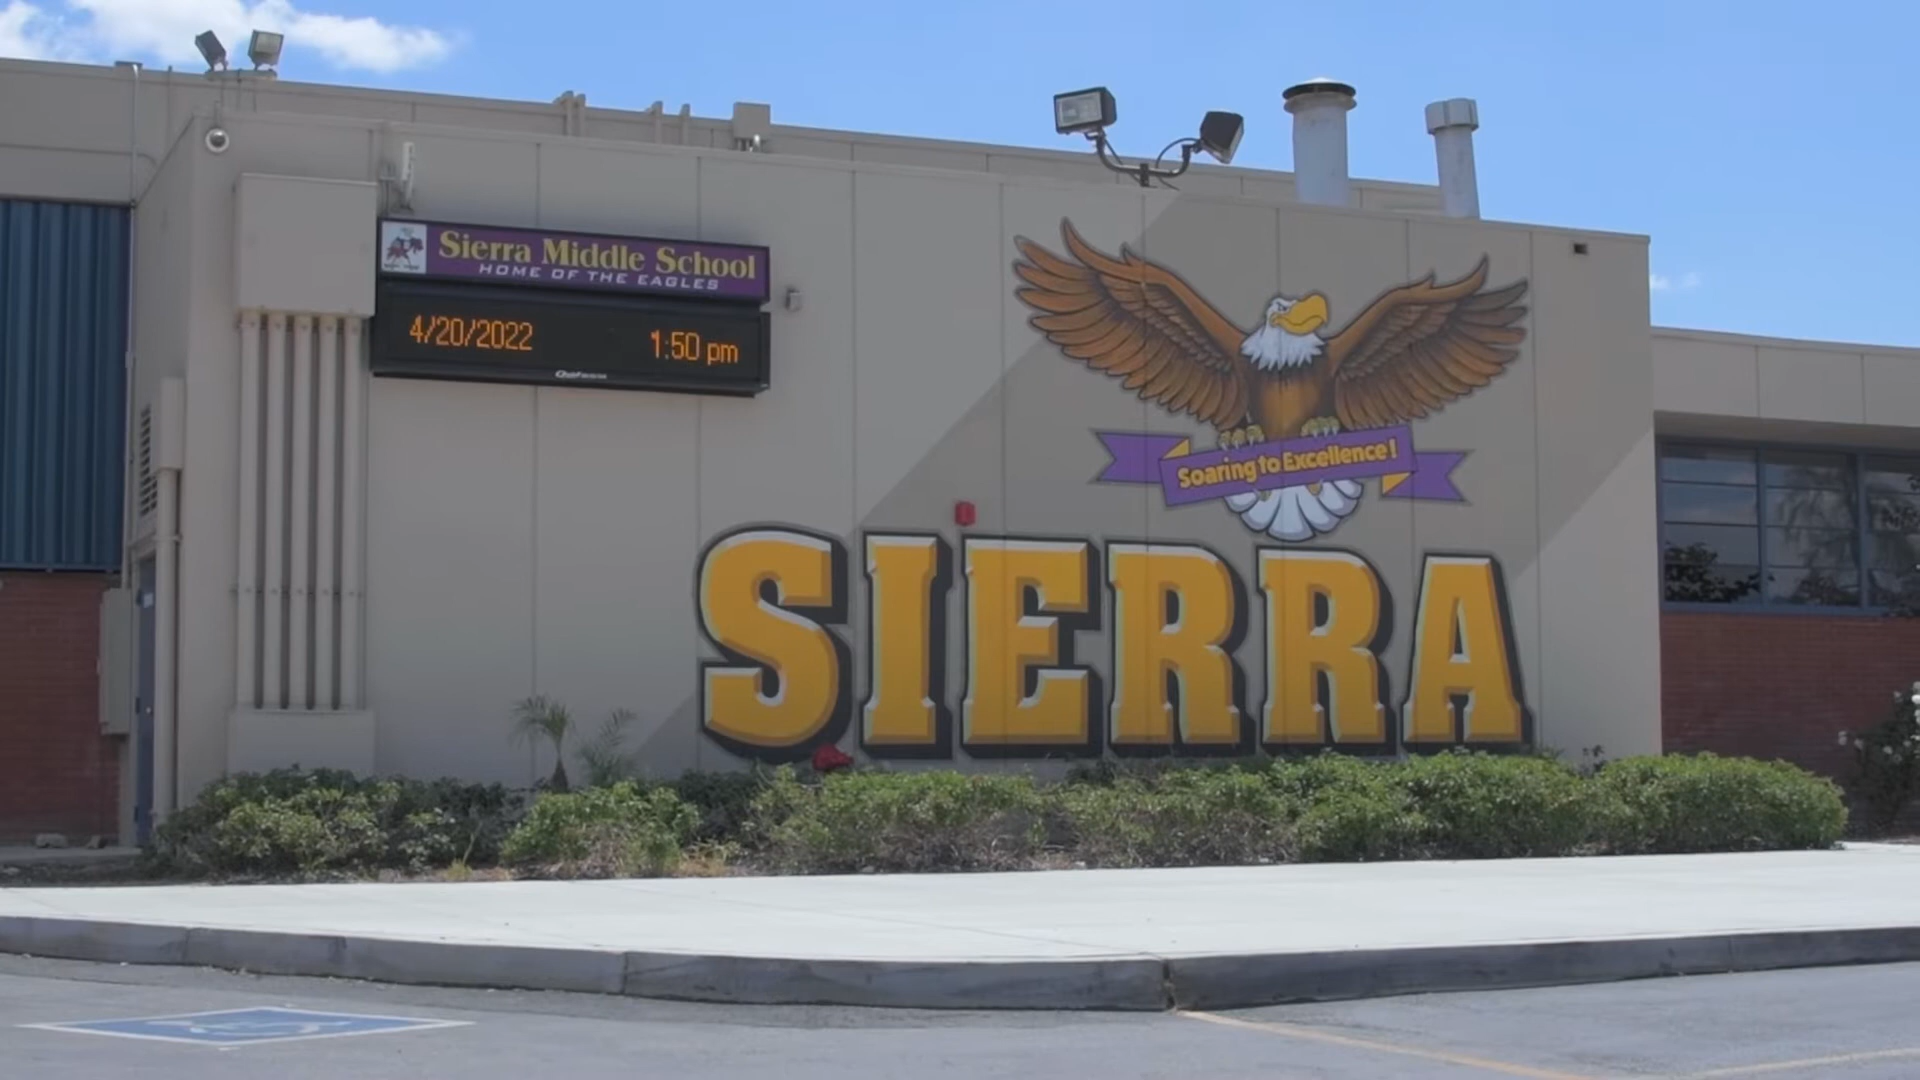 Sierra Middle School
HOME OF THE EAGLES
4/20/2022 1:50 pm
Soaring to Excellence!
SIERRA